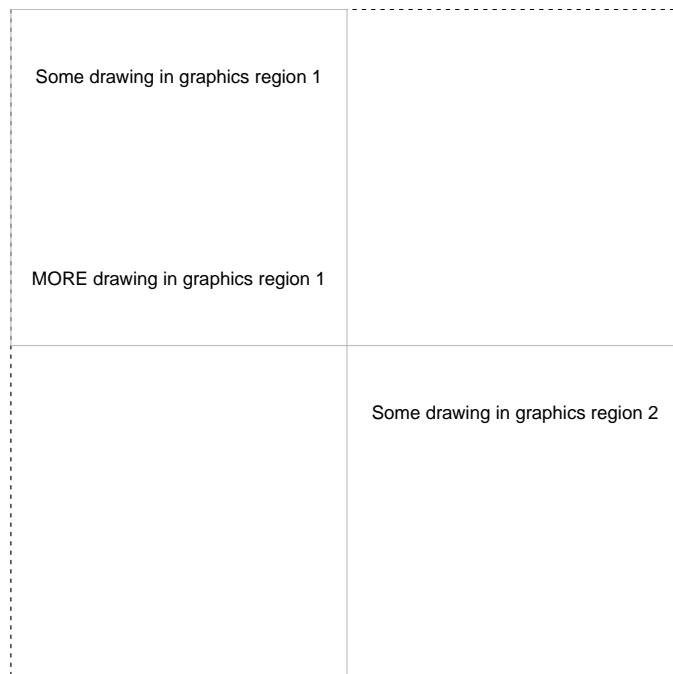 Some drawing in graphics region 1
MORE drawing in graphics region 1
Some drawing in graphics region 2